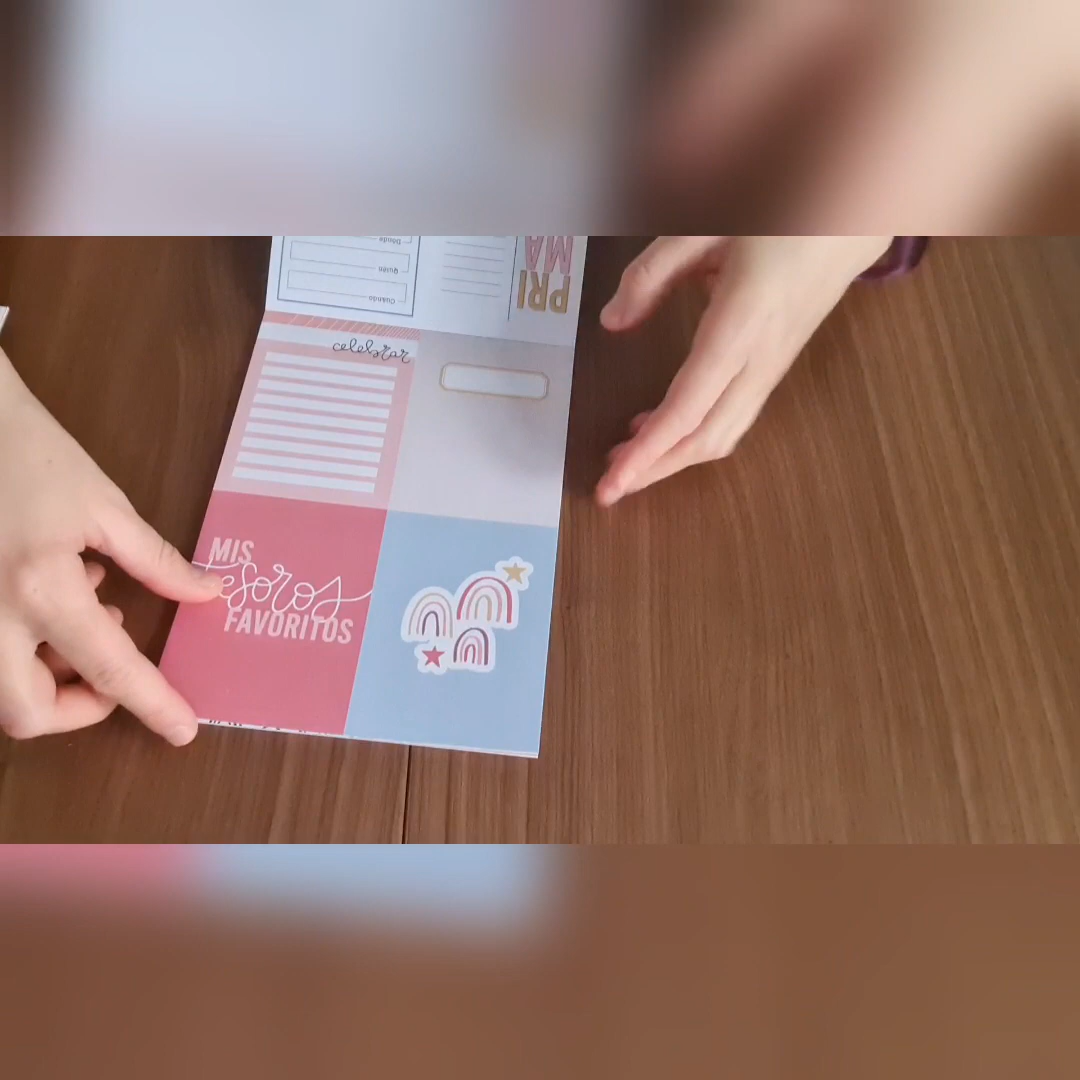 Dónde
quién
Cuándo
PRI
MA
celebrar
MIS
tesoros
FAVORITOS